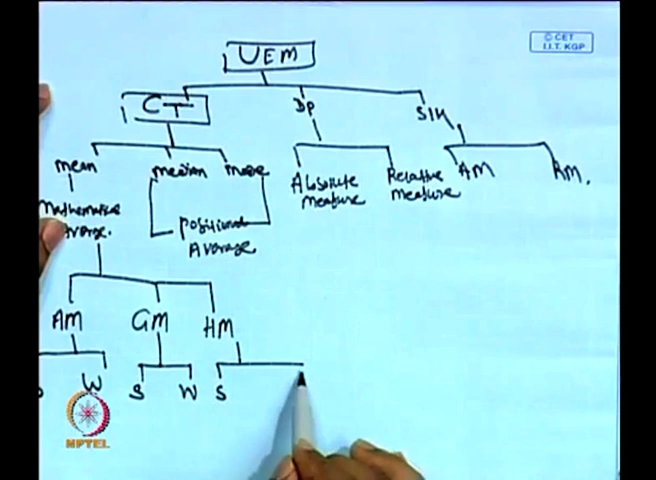 UEM
© CET
I.I.T. KGP
CT
Dp
S/K
mean
median
mode
Absolute
measure
Relative
measure
AM
RM.
Mathematical
Average.
Positional
Average
AM
GM
HM
W
S
W
S
NPTEL